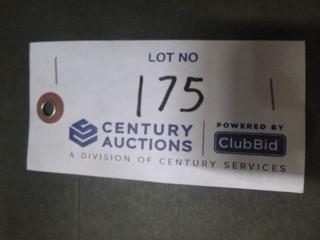 LOT NO
175
CENTURY
AUCTIONS
POWERED BY
ClubBid
A DIVISION OF CENTURY SERVICES